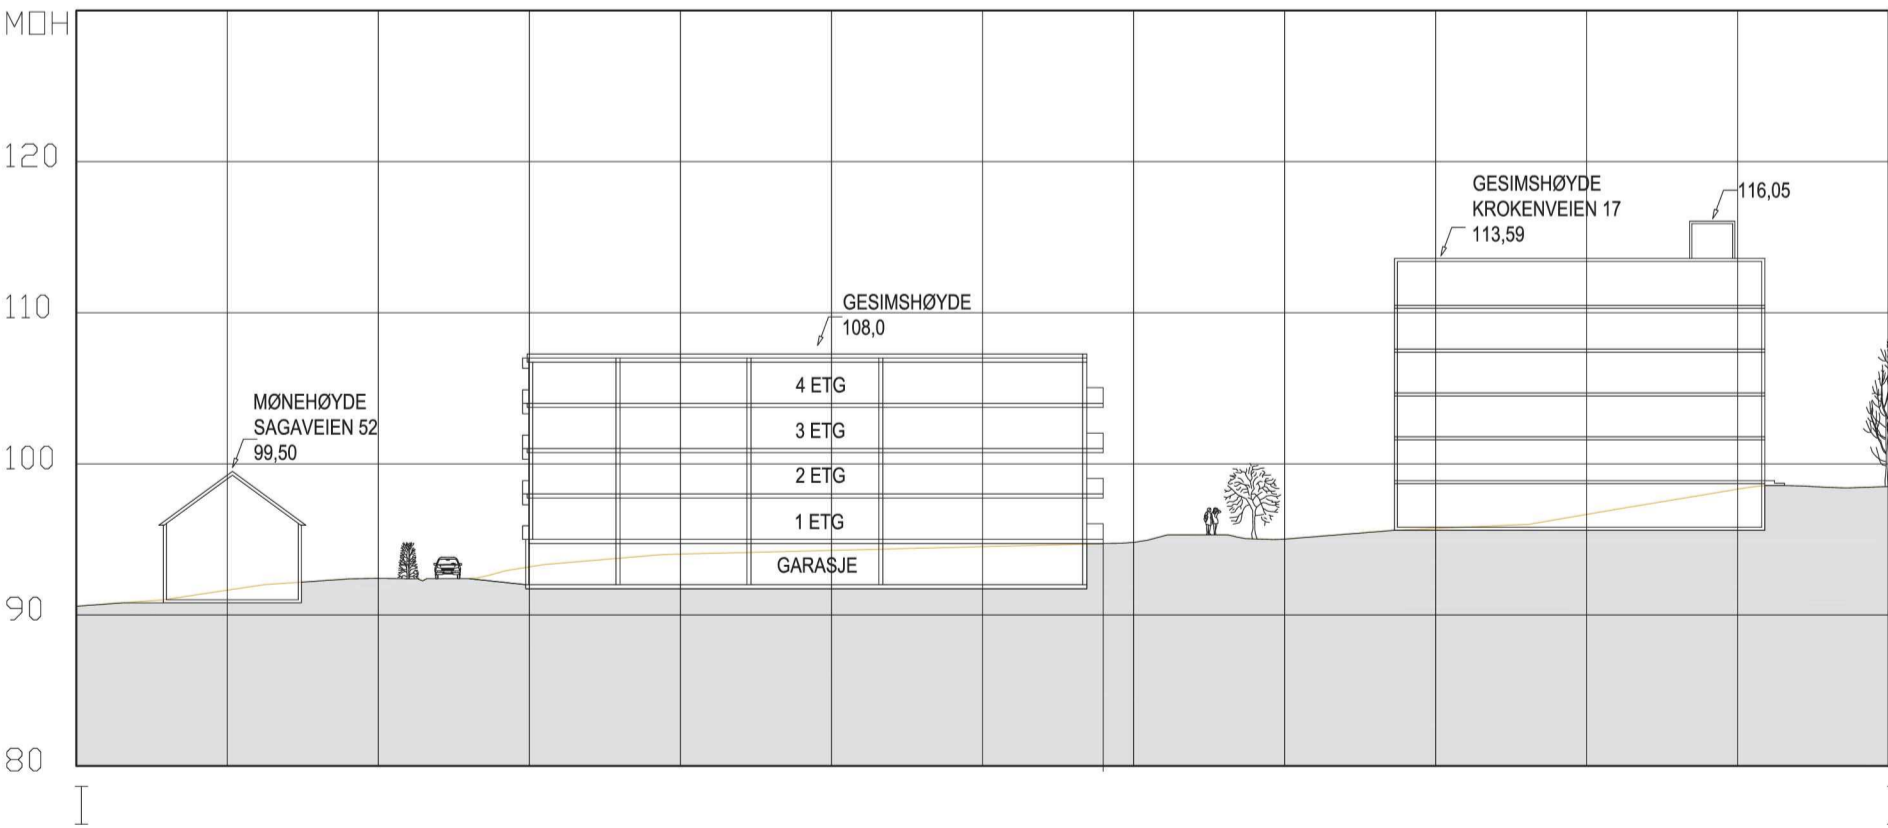 MOH
120
110
100
90
80
MØNEHØYDE
SAGAVEIEN 52
99,50
GESIMSHØYDE
108,0
4 ETG
3 ETG
2 ETG
1 ETG
GARASJE
GESIMSHØYDE
KROKENVEIEN 17
113,59
116,05